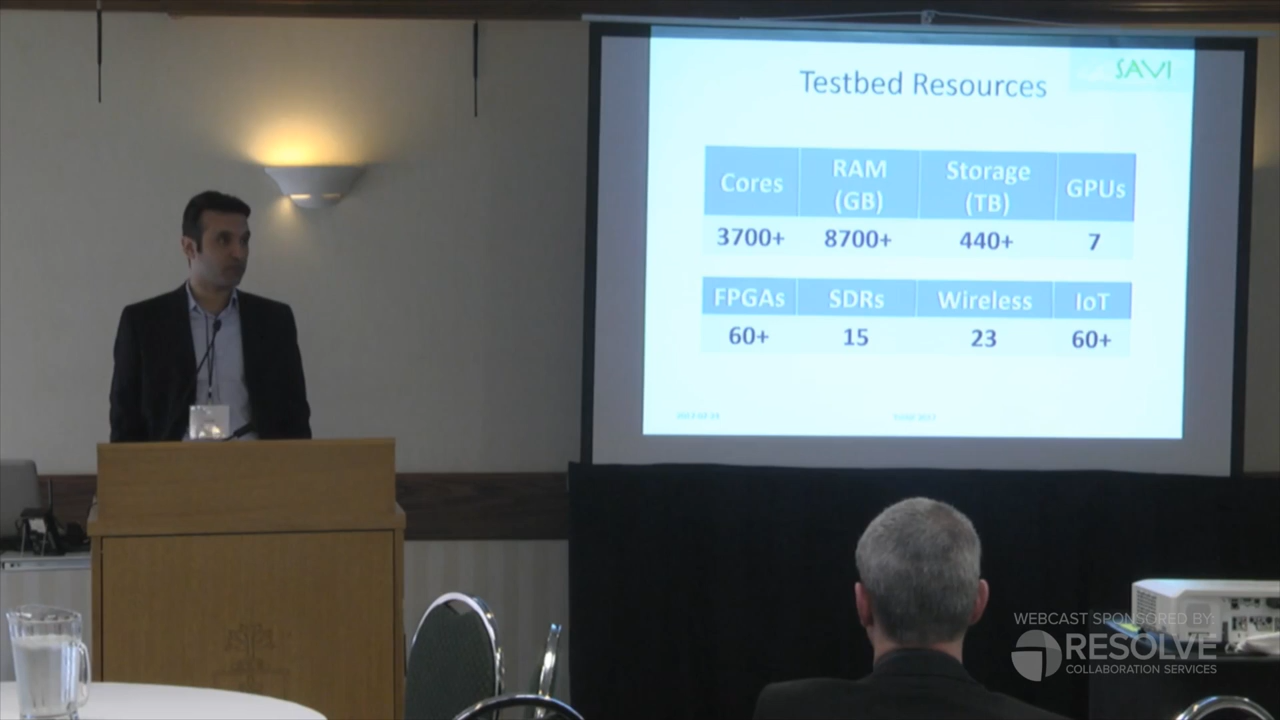 Testbed Resources
SAVI
Cores RAM (GB) Storage (TB) GPUs
3700+ 8700+ 440+ 7
FPGAs SDRs Wireless IoT
60+ 15 23 60+
WEBCAST SPONSORED BY:
RESOLVE
COLLABORATION SERVICES